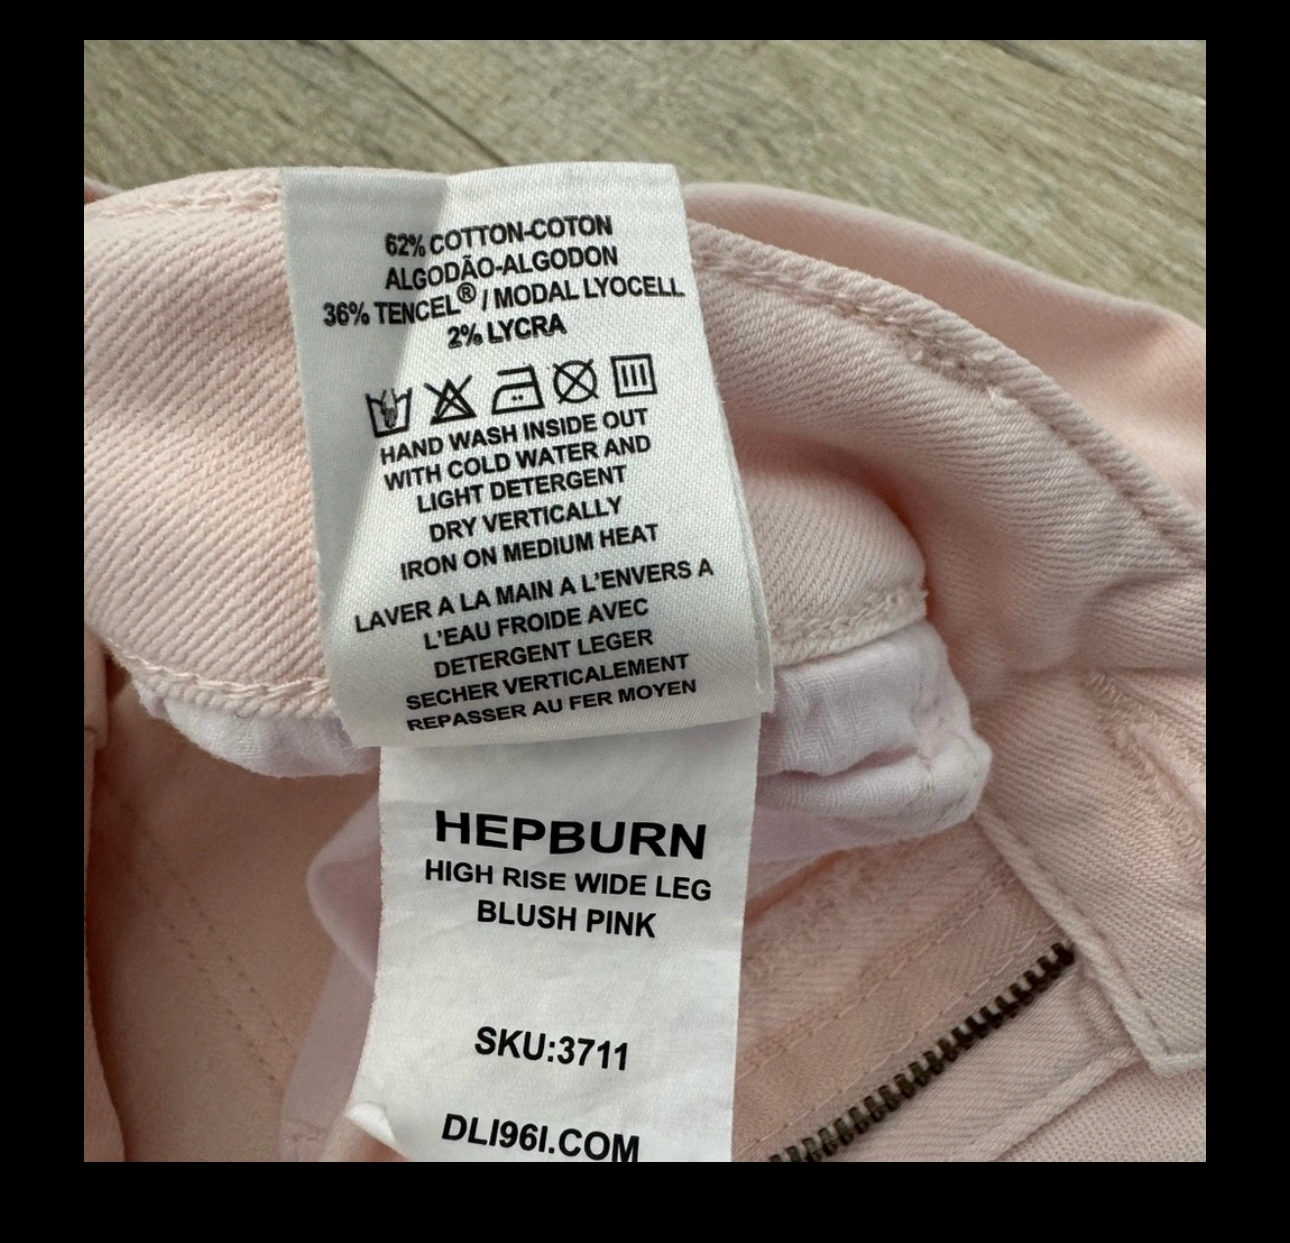 62% COTTON-COTON
ALGODÃO-ALGODON
36% TENCEL® / MODAL LYOCELL
2% LYCRA
HAND WASH INSIDE OUT
WITH COLD WATER AND
LIGHT DETERGENT
DRY VERTICALLY
IRON ON MEDIUM HEAT
LAVER A LA MAIN A L'ENVERS A
L'EAU FROIDE AVEC
DETERGENT LEGER
SECHER VERTICALEMENT
REPASSER AU FER MOYEN
HEPBURN
HIGH RISE WIDE LEG
BLUSH PINK
SKU:3711
DLI96I.COM